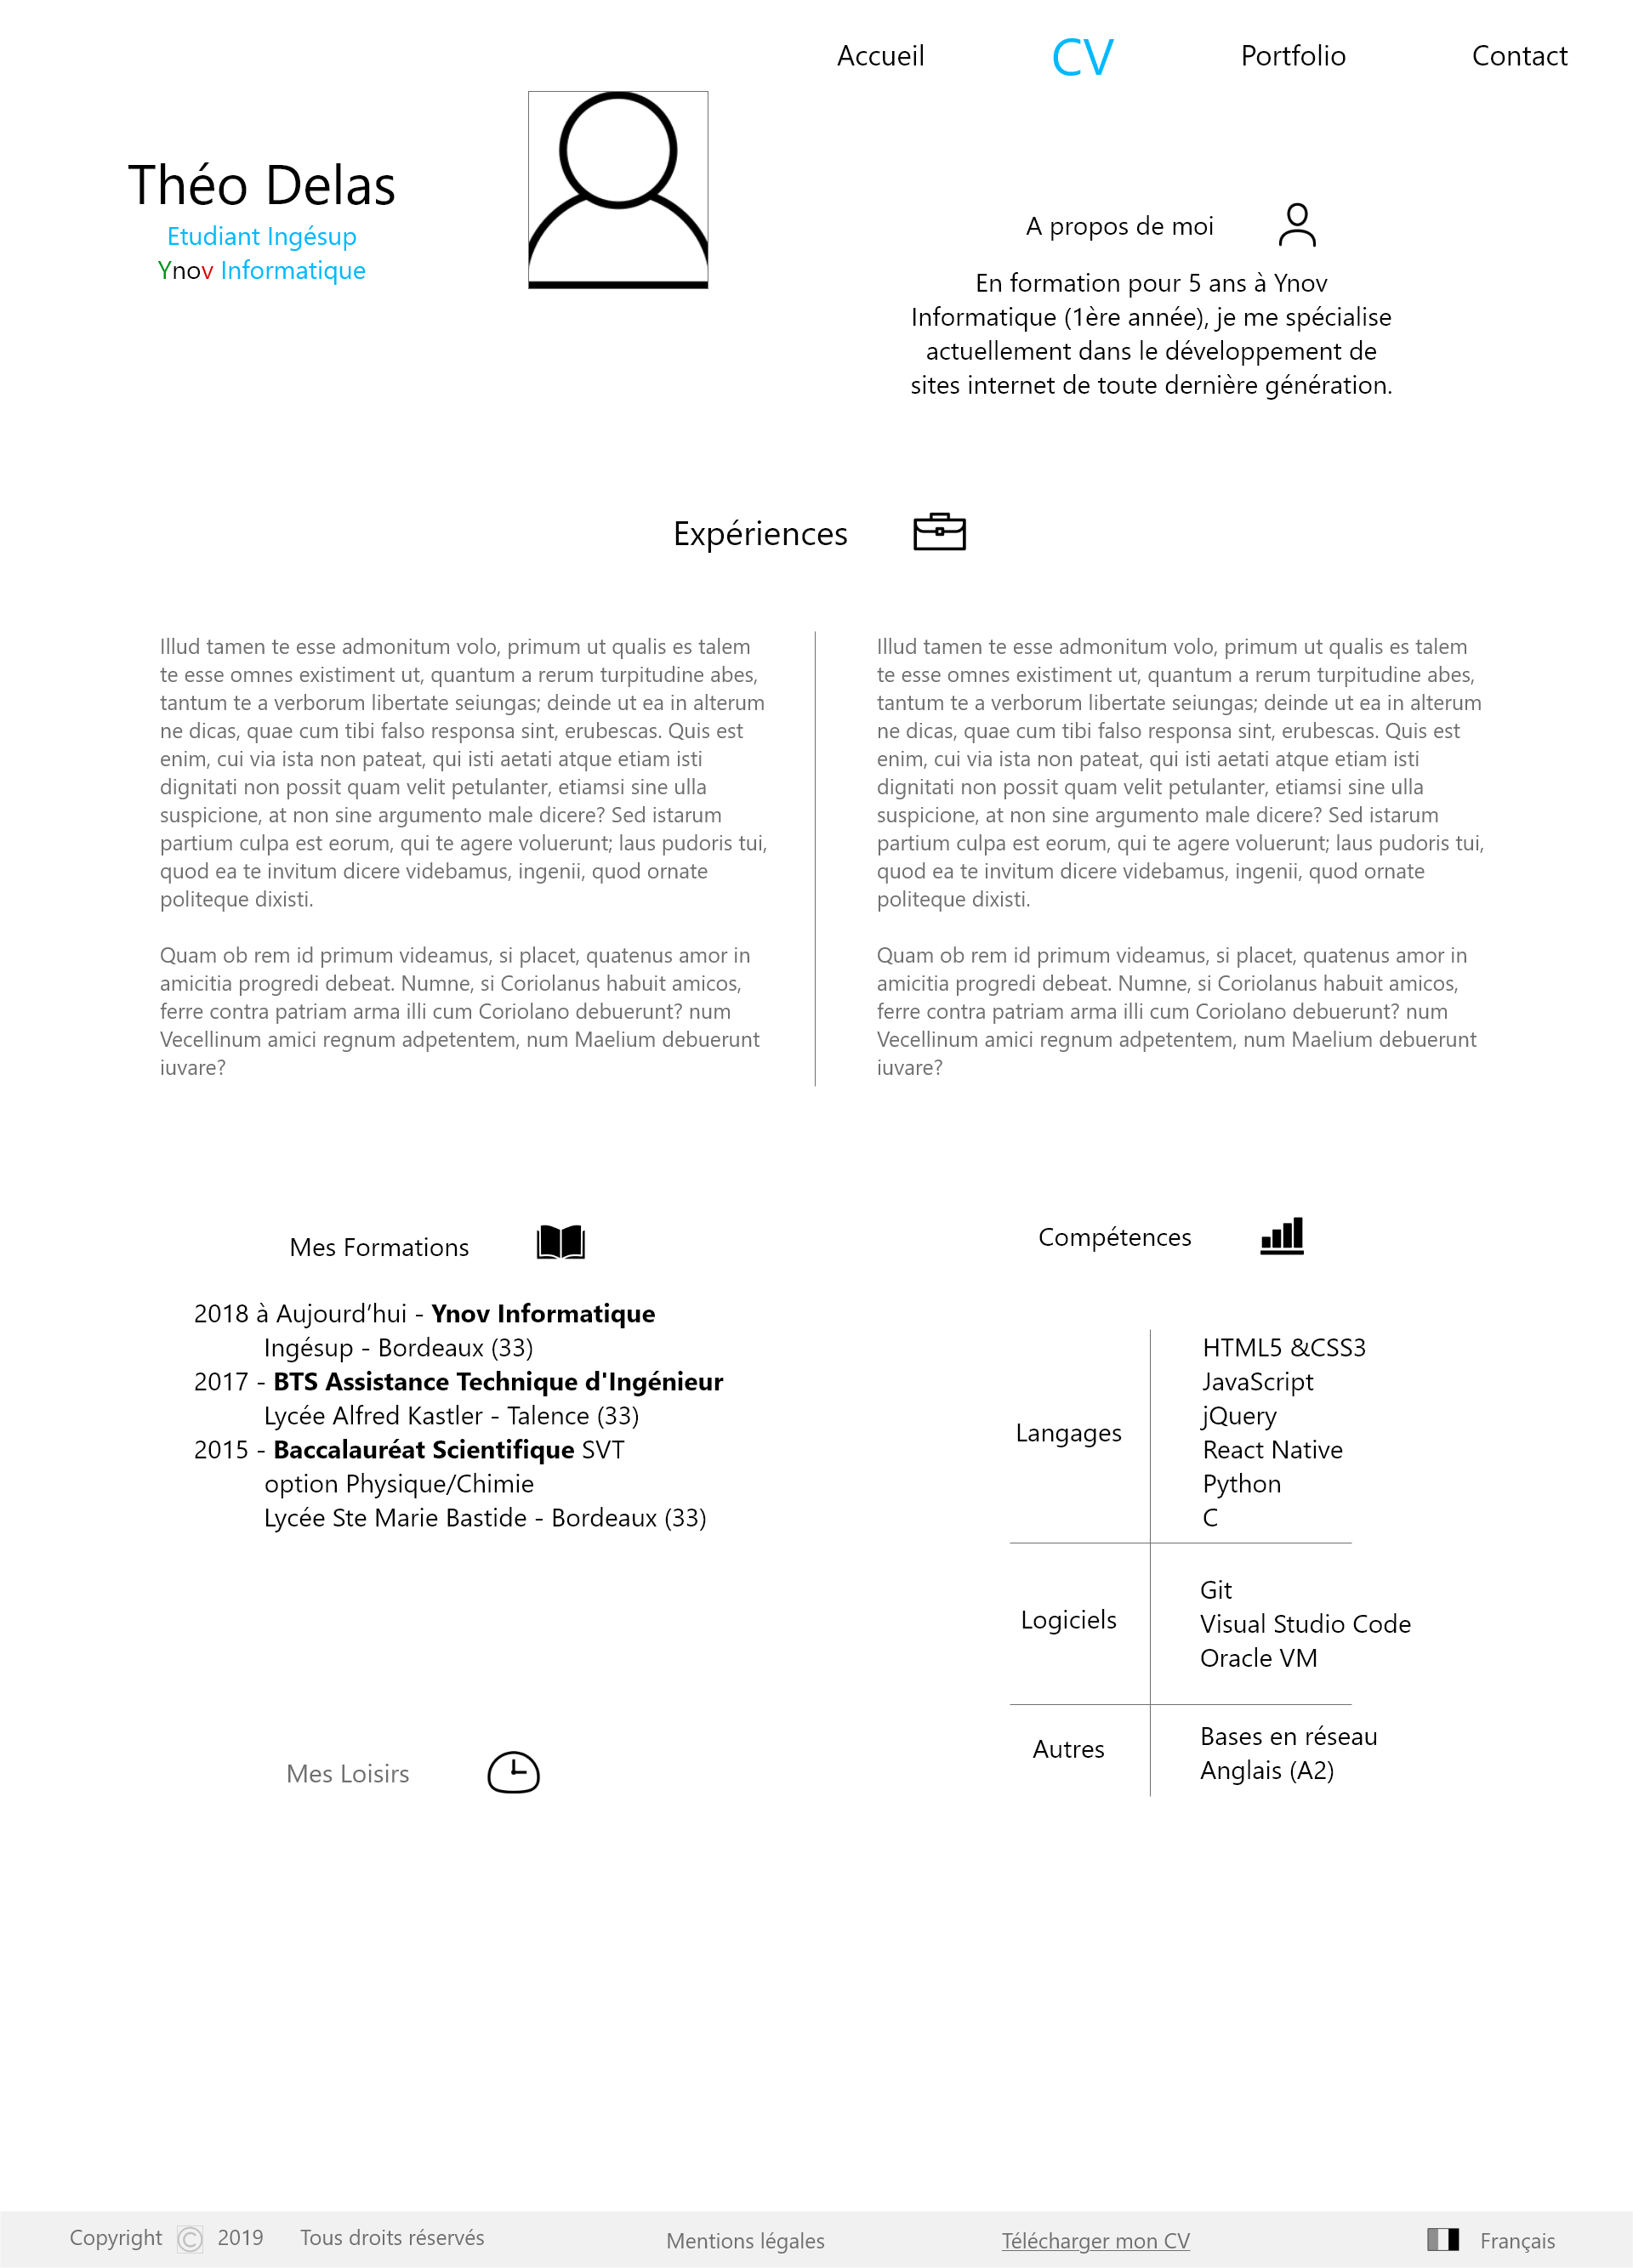 Accueil
CV
Portfolio
Contact
Théo Delas
Etudiant Ingésup
Ynov Informatique
A propos de moi
En formation pour 5 ans à Ynov
Informatique (1ère année), je me spécialise
actuellement dans le développement de
sites internet de toute dernière génération.
Expériences
Illud tamen te esse admonitum volo, primum ut qualis es talem
te esse omnes existiment ut, quantum a rerum turpitudine abes,
tantum te a verborum libertate seiungas; deinde ut ea in alterum
ne dicas, quae cum tibi falso responsa sint, erubescas. Quis est
enim, cui via ista non pateat, qui isti aetati atque etiam isti
dignitati non possit quam velit petulanter, etiamsi sine ulla
suspicione, at non sine argumento male dicere? Sed istarum
partium culpa est eorum, qui te agere voluerunt; laus pudoris tui,
quod ea te invitum dicere videbamus, ingenii, quod ornate
politeque dixisti.
Quam ob rem id primum videamus, si placet, quatenus amor in
amicitia progredi debeat. Numne, si Coriolanus habuit amicos,
ferre contra patriam arma illi cum Coriolano debuerunt? num
Vecellinum amici regnum adpetentem, num Maelium debuerunt
iuvare?
Illud tamen te esse admonitum volo, primum ut qualis es talem
te esse omnes existiment ut, quantum a rerum turpitudine abes,
tantum te a verborum libertate seiungas; deinde ut ea in alterum
ne dicas, quae cum tibi falso responsa sint, erubescas. Quis est
enim, cui via ista non pateat, qui isti aetati atque etiam isti
dignitati non possit quam velit petulanter, etiamsi sine ulla
suspicione, at non sine argumento male dicere? Sed istarum
partium culpa est eorum, qui te agere voluerunt; laus pudoris tui,
quod ea te invitum dicere videbamus, ingenii, quod ornate
politeque dixisti.
Quam ob rem id primum videamus, si placet, quatenus amor in
amicitia progredi debeat. Numne, si Coriolanus habuit amicos,
ferre contra patriam arma illi cum Coriolano debuerunt? num
Vecellinum amici regnum adpetentem, num Maelium debuerunt
iuvare?
Mes Formations
2018 à Aujourd’hui - Ynov Informatique
Ingésup - Bordeaux (33)
2017 - BTS Assistance Technique d'Ingénieur
Lycée Alfred Kastler - Talence (33)
2015 - Baccalauréat Scientifique SVT
option Physique/Chimie
Lycée Ste Marie Bastide - Bordeaux (33)
Mes Loisirs
Compétences
Langages
HTML5 &CSS3
JavaScript
jQuery
React Native
Python
C
Logiciels
Git
Visual Studio Code
Oracle VM
Autres
Bases en réseau
Anglais (A2)
Copyright © 2019 Tous droits réservés
Mentions légales
Télécharger mon CV
Français